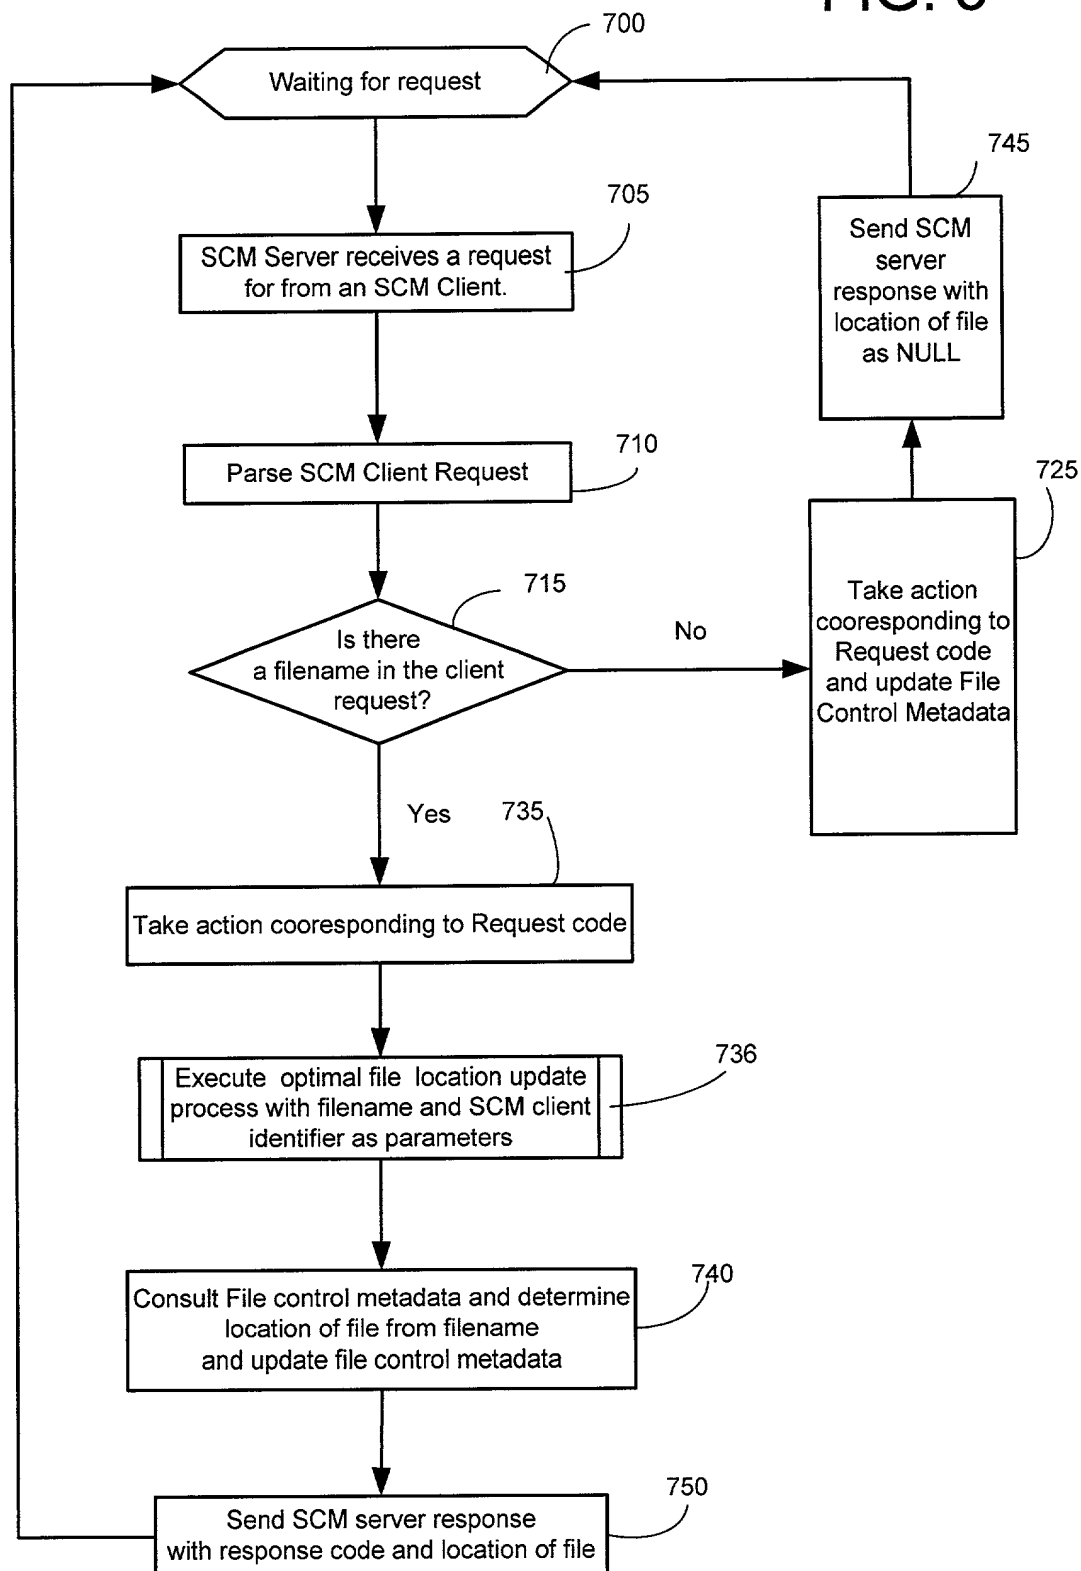 700
Waiting for request
745
705
Send SCM
server
response with
location of file
as NULL
SCM Server receives a request
for from an SCM Client.
710
Parse SCM Client Request
725
715
Is there
a filename in the client
request?
No
Take action
cooresponding to
Request code
and update File
Control Metadata
Yes
735
Take action cooresponding to Request code
736
Execute optimal file location update
process with filename and SCM client
identifier as parameters
740
Consult File control metadata and determine
location of file from filename
and update file control metadata
750
Send SCM server response
with response code and location of file